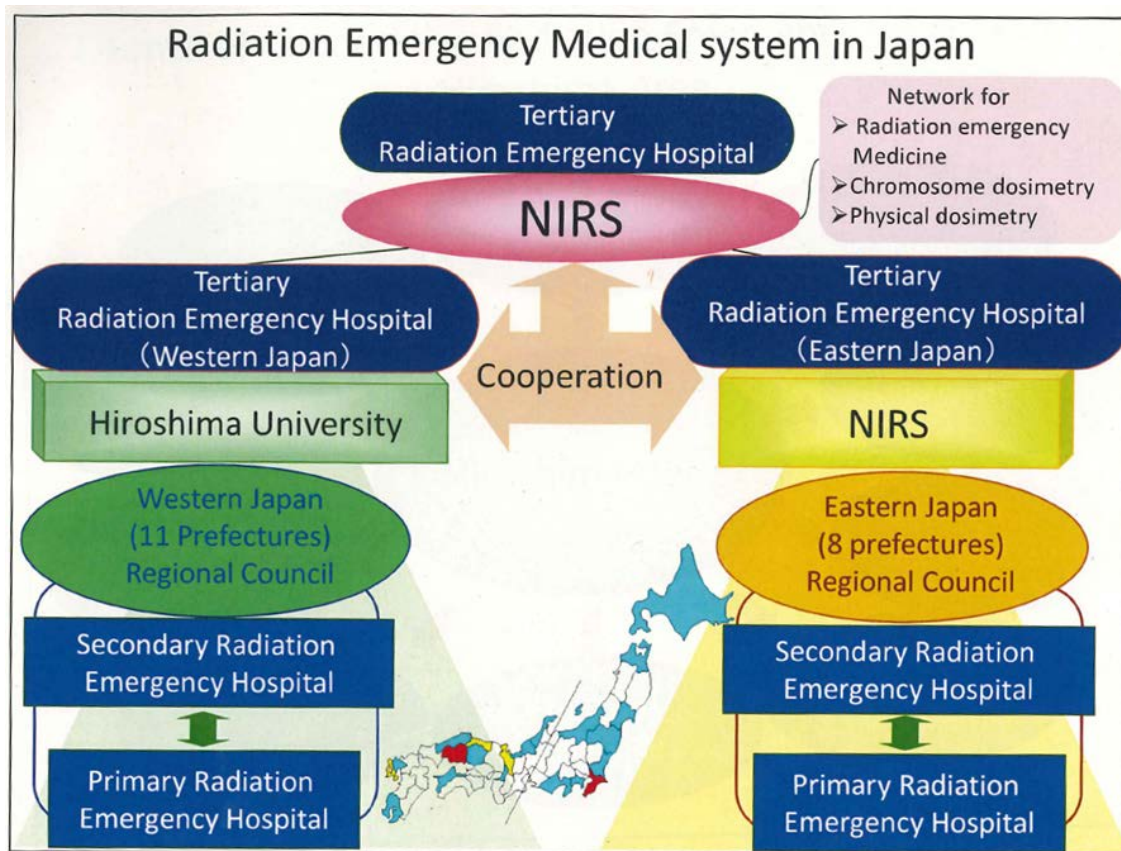 Radiation Emergency Medical system in Japan
Tertiary
Radiation Emergency Hospital
NIRS
Network for
➤ Radiation emergency
Medicine
➤ Chromosome dosimetry
➤ Physical dosimetry
Tertiary
Radiation Emergency Hospital
(Western Japan)
Cooperation
Tertiary
Radiation Emergency Hospital
(Eastern Japan)
Hiroshima University
NIRS
Western Japan
(11 Prefectures)
Regional Council
Eastern Japan
(8 prefectures)
Regional Council
Secondary Radiation
Emergency Hospital
Secondary Radiation
Emergency Hospital
Primary Radiation
Emergency Hospital
Primary Radiation
Emergency Hospital